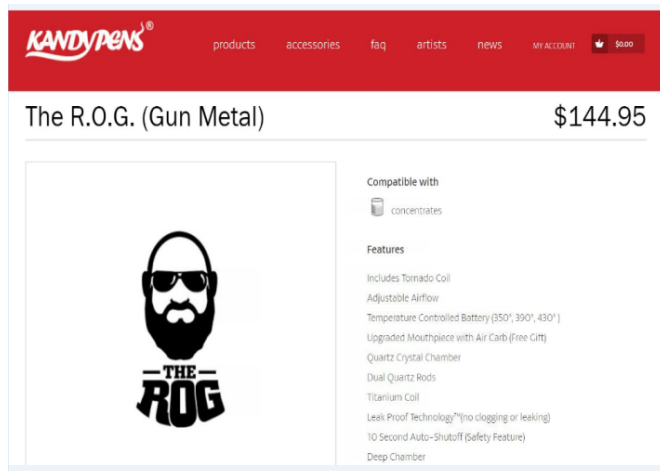 KANDYPENS®
products accessories faq artists news MY ACCOUNT $0.00
The R.O.G. (Gun Metal) $144.95
Compatible with
concentrates
Features
Includes Tornado Coil
Adjustable Airflow
Temperature Controlled Battery (350°, 390°, 430° )
Upgraded Mouthpiece with Air Carb (Free Gift)
Quartz Crystal Chamber
Dual Quartz Rods
Titanium Coil
Leak Proof Technology™(no clogging or leaking)
10 Second Auto-Shutoff (Safety Feature)
Deep Chamber
THE
ROG